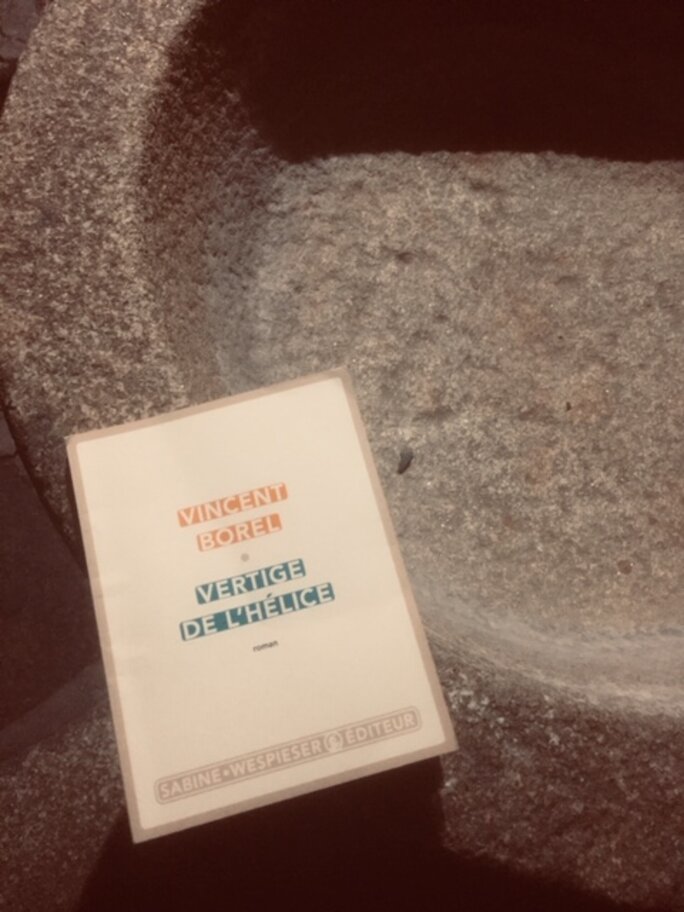 VINCENT
BOREL
VERTIGE
DE L'HÉLICE
roman
SABINE•WESPIESER ÉDITEUR